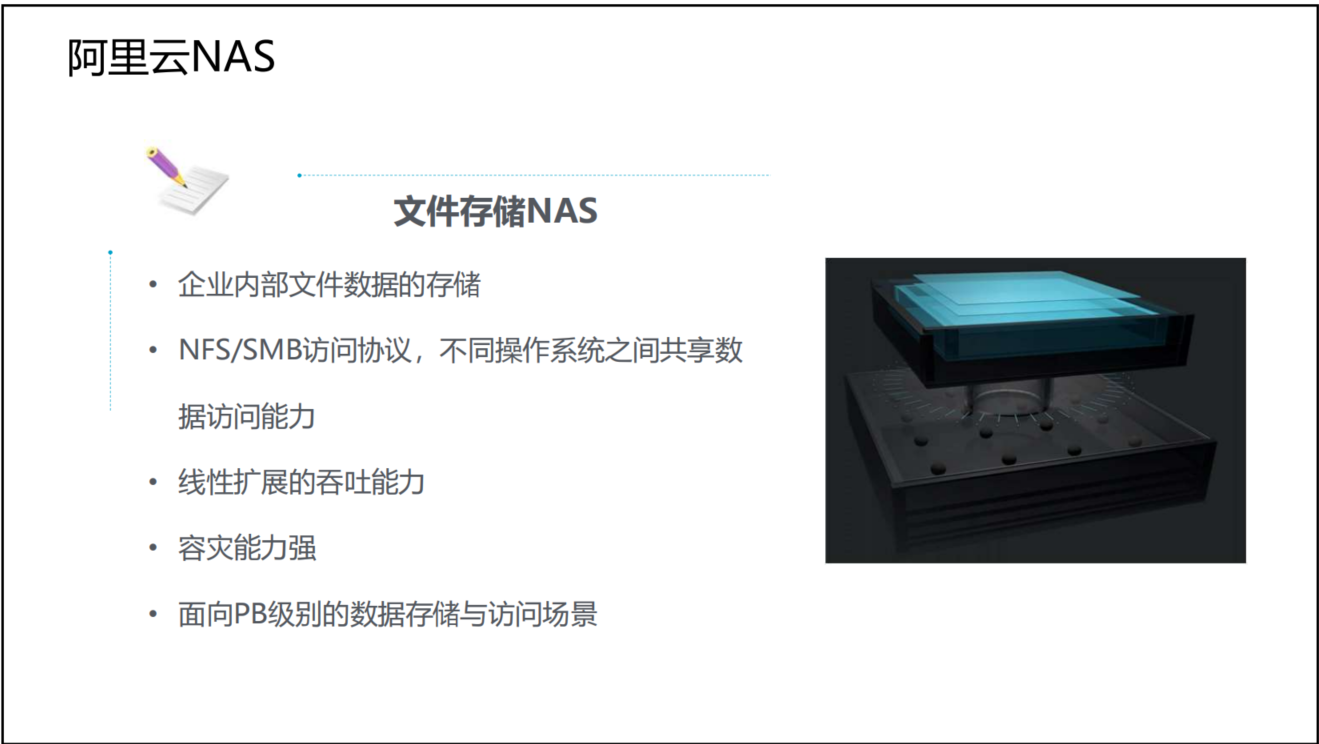 阿里云NAS
文件存储NAS
• 企业内部文件数据的存储
• NFS/SMB访问协议，不同操作系统之间共享数
据访问能力
• 线性扩展的吞吐能力
• 容灾能力强
• 面向PB级别的数据存储与访问场景